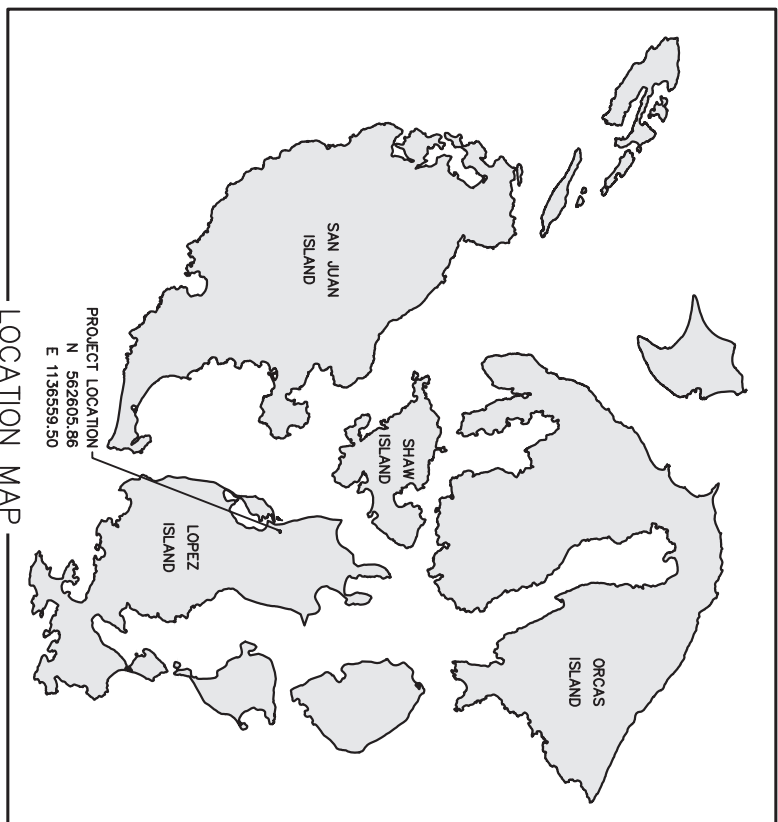 SAN JUAN
ISLAND
SHAW
ISLAND
ORCAS
ISLAND
LOPEZ
ISLAND
PROJECT LOCATION
N 562605.86
E 1136559.50
LOCATION MAP